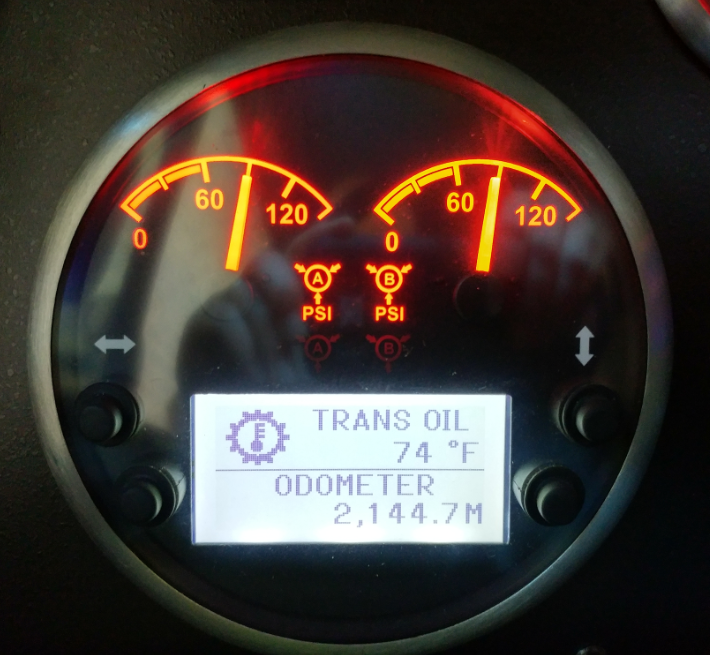 60
120
0
60
120
0
A
B
PSI
PSI
A
B
TRANS OIL
74 °F
ODOMETER
2,144.7M